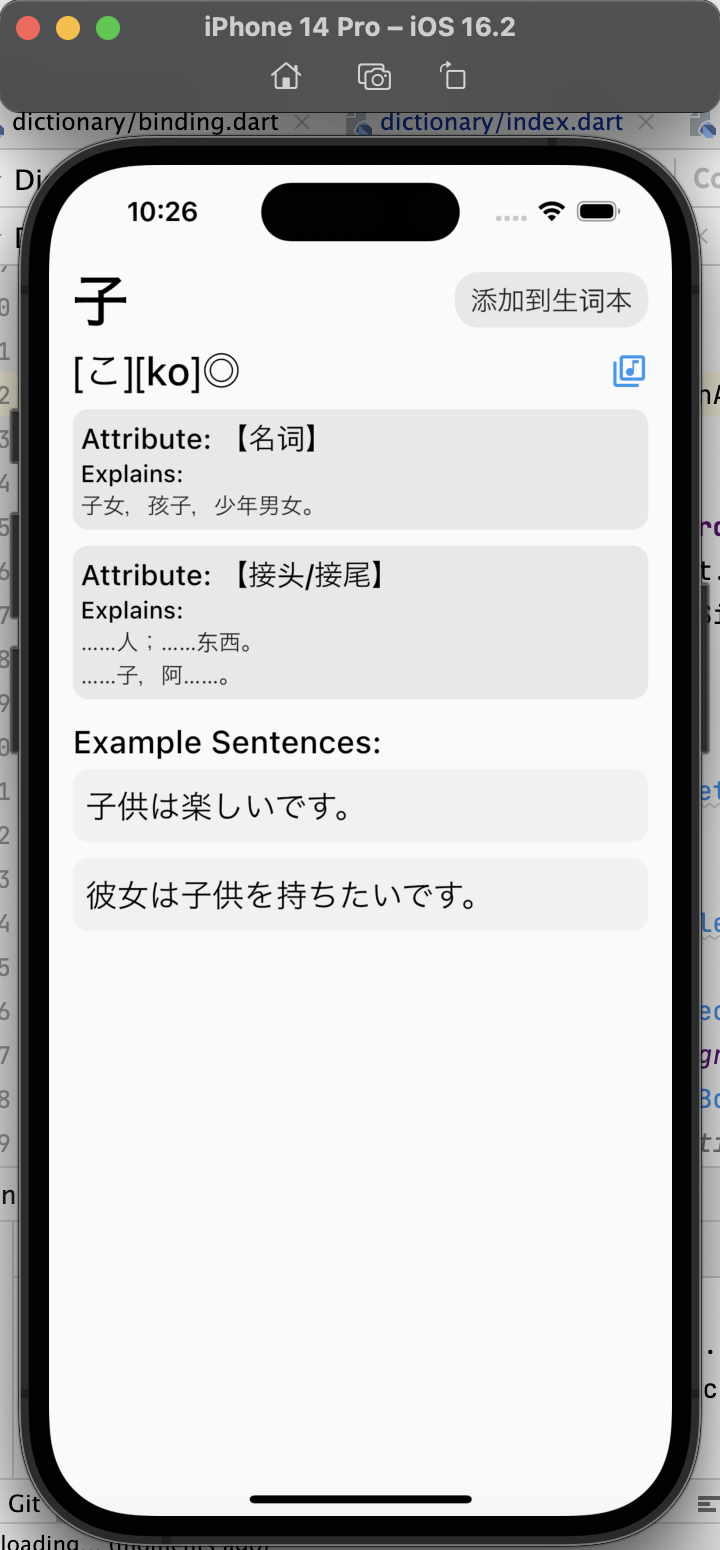 iPhone 14 Pro – iOS 16.2
dictionary/binding.dart
dictionary/index.dart
10:26
子
添加到生词本
[こ][ko]◎
Attribute: 【名词】
Explains:
子女，孩子，少年男女。
Attribute: 【接头/接尾】
Explains:
……人；……东西。
……子，阿……。
Example Sentences:
子供は楽しいです。
彼女は子供を持ちたいです。
Git